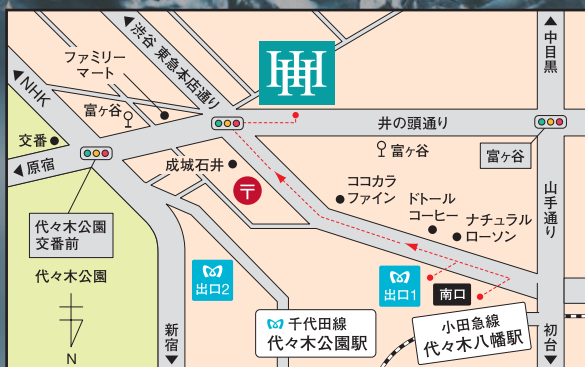 ▲中目黒
▲渋谷 東急本店通り
ファミリー
マート
▲NHK
富ヶ谷
井の頭通り
交番
富ヶ谷
富ヶ谷
▲原宿
成城石井
〒
ココカラ
ファイン
ドトール
コーヒー
ナチュラル
ローソン
山手通り
代々木公園
交番前
代々木公園
出口2
出口1
南口
千代田線
代々木公園駅
小田急線
代々木八幡駅
新宿▼
初台▼
N